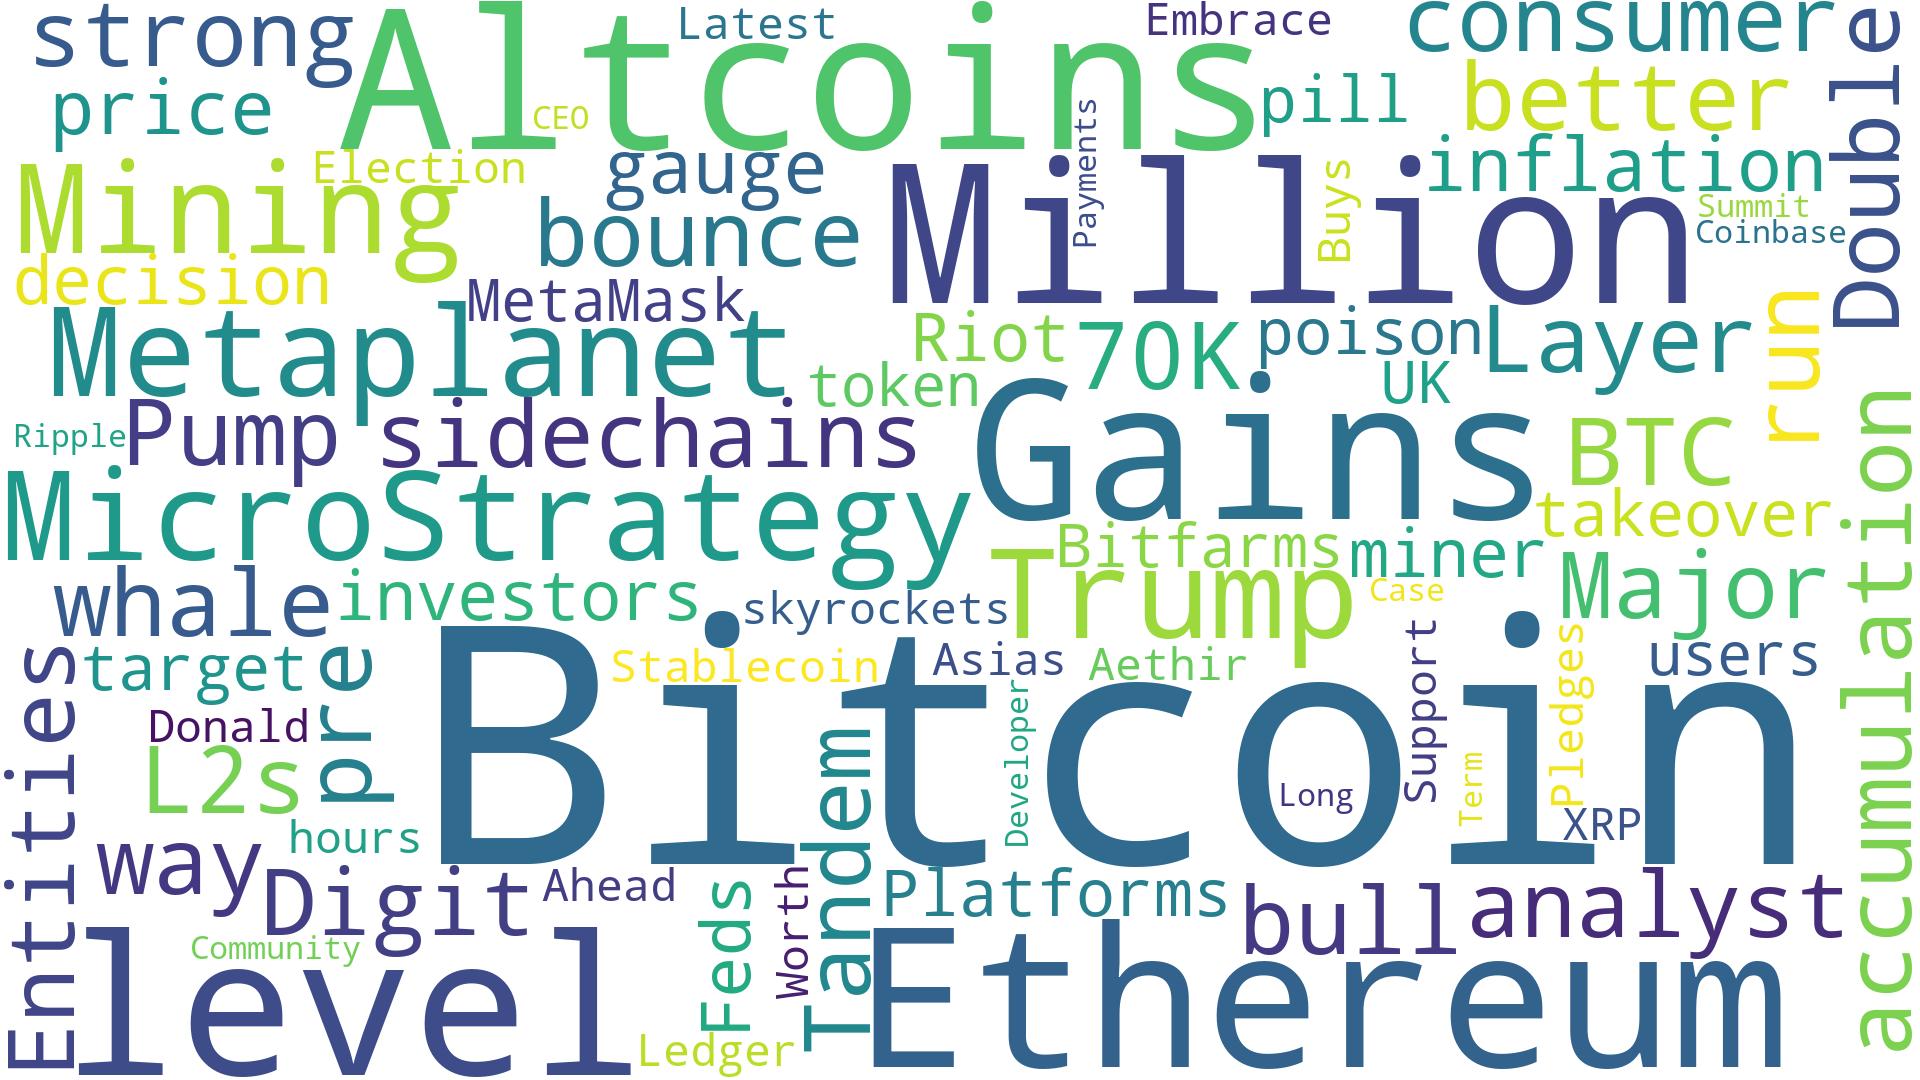 strong
Altcoins
Latest
Embrace
consumer
Double
price
CEO
Payments
pill
better
Mining
Election
gauge
Million
Buys
inflation
Summit
Coinbase
bounce
decision
MetaMask
Metaplanet
Riot
70K
poison
Layer
run
token
UK
Ripple
Pump
sidechains
Gains
BTC
accumulation
MicroStrategy
takeover
Trump
Bitfarms
miner
Major
whale
investors
skyrockets
Case
Entities
target
pre
Bitcoin
Stablecoin
Asias
Aethir
Support
Pledges
users
Donald
L2s
Tandem
Developer
Long
Term
XRP
hours
way
Digit
Ahead
Feds
Worth
Platforms
bull
analyst
level
Community
Ledger
Ethereum